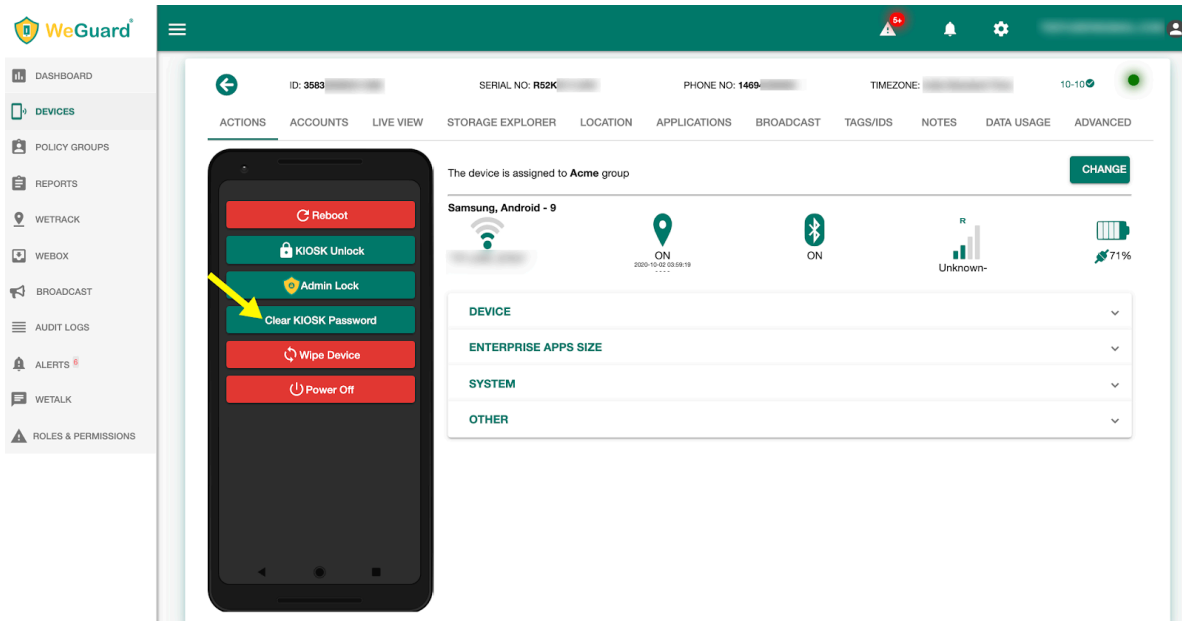 WeGuard
5+
DASHBOARD
DEVICES
POLICY GROUPS
REPORTS
WETRACK
WEBOX
BROADCAST
AUDIT LOGS
ALERTS 6
WETALK
ROLES & PERMISSIONS
ID: 3583 SERIAL NO: R52K PHONE NO: 1469 TIMEZONE: 10-10
ACTIONS ACCOUNTS LIVE VIEW STORAGE EXPLORER LOCATION APPLICATIONS BROADCAST TAGS/IDS NOTES DATA USAGE ADVANCED
Reboot
KIOSK Unlock
Admin Lock
Clear KIOSK Password
Wipe Device
Power Off
The device is assigned to Acme group
CHANGE
Samsung, Android - 9
ON
2020-10-02 03:59:19
ON
R
Unknown-
71%
DEVICE
ENTERPRISE APPS SIZE
SYSTEM
OTHER